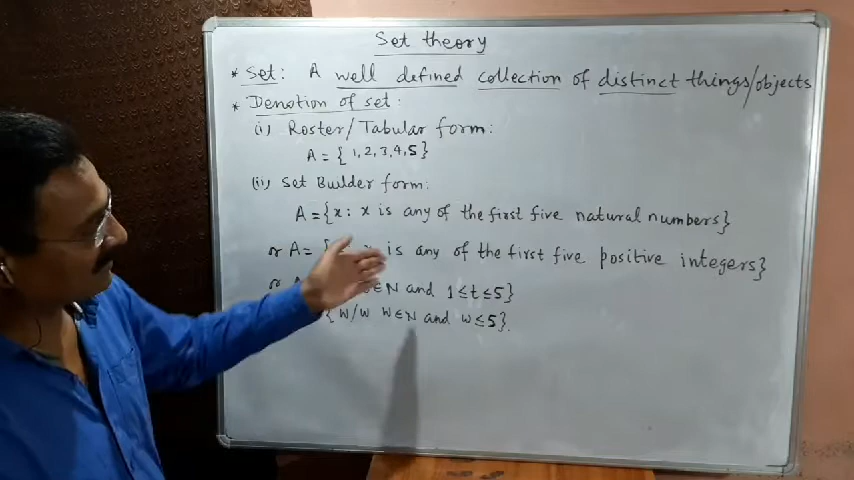 Set theory
* Set: A well defined collection of distinct things/objects
* Denotion of set:
(i) Roster/Tabular form:
A = { 1,2,3,4,5}
(ii) Set Builder form:
A = {x: x is any of the first five natural numbers}
or A = { x is any of the first five positive integers}
or A ∈N and 1≤t≤5}
{ W/W W∈N and W≤5}.